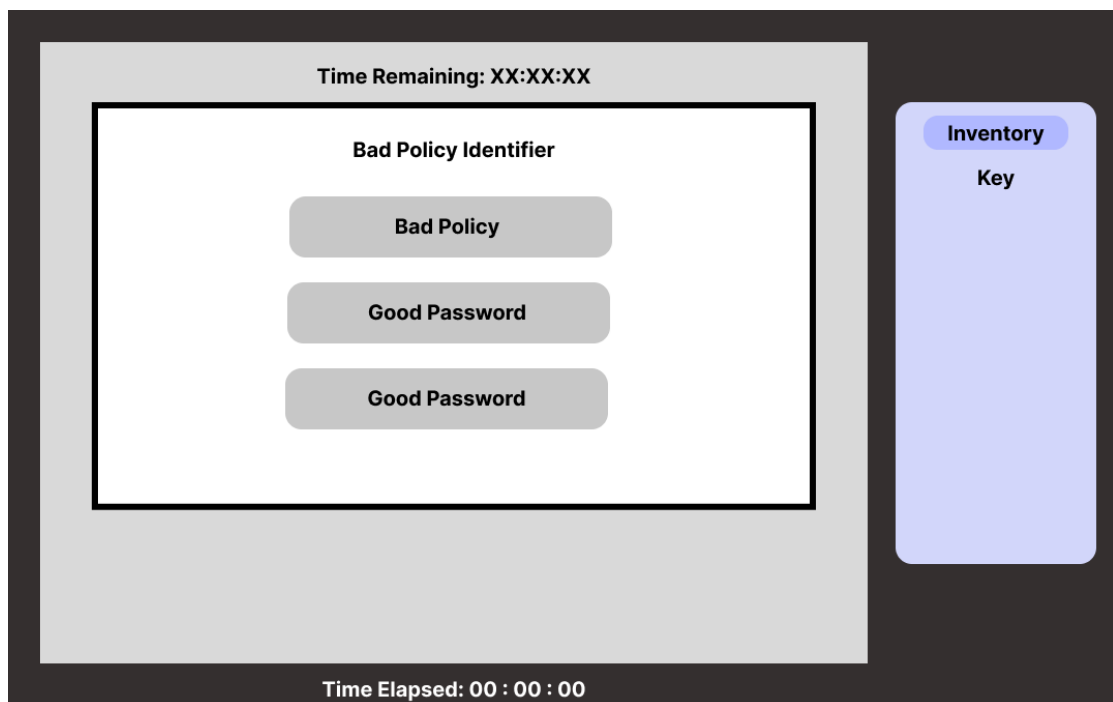 Time Remaining: XX:XX:XX
Bad Policy Identifier
Bad Policy
Good Password
Good Password
Inventory
Key
Time Elapsed: 00 : 00 : 00